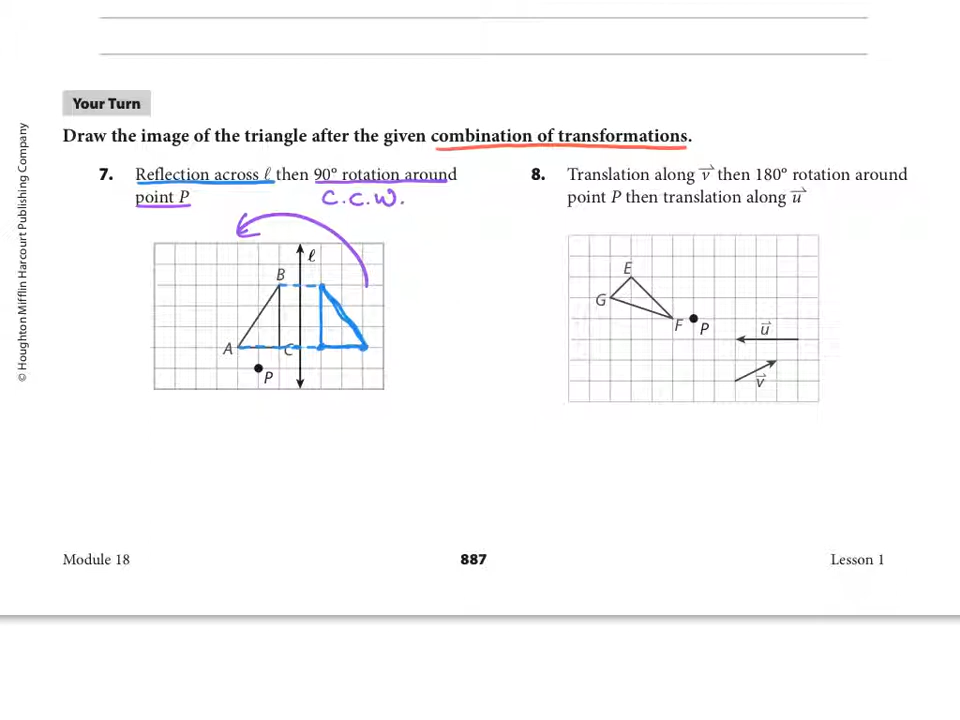 © Houghton Mifflin Harcourt Publishing Company
Your Turn
Draw the image of the triangle after the given combination of transformations.
7. Reflection across ℓ then 90° rotation around
point P
C.C.W.
ℓ
B
A
C
P
8. Translation along v⃗ then 180° rotation around
point P then translation along u⃗
E
G
F
P
u⃗
v⃗
Module 18
887
Lesson 1